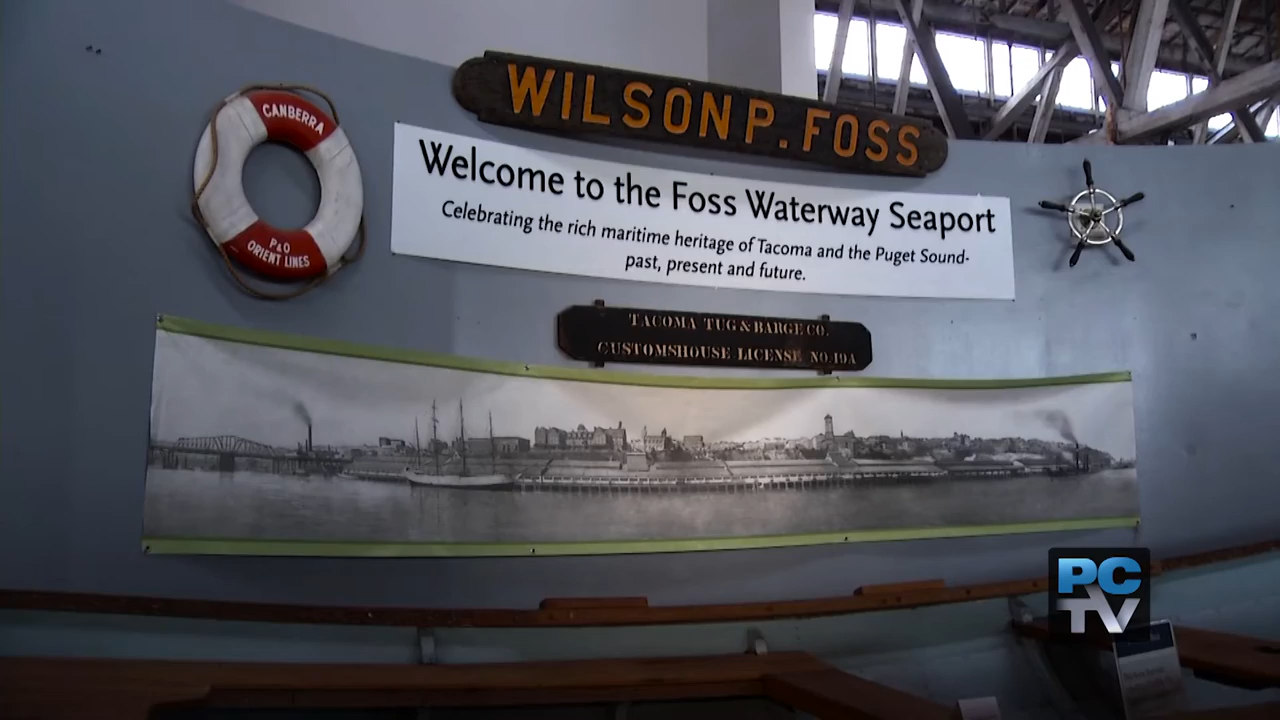 WILSON P. FOSS
CANBERRA
P&O
ORIENT LINES
Welcome to the Foss Waterway Seaport
Celebrating the rich maritime heritage of Tacoma and the Puget Sound-
past, present and future.
TACOMA TUG & BARGE CO.
CUSTOMSHOUSE LICENSE NO. 19A
PC
TV